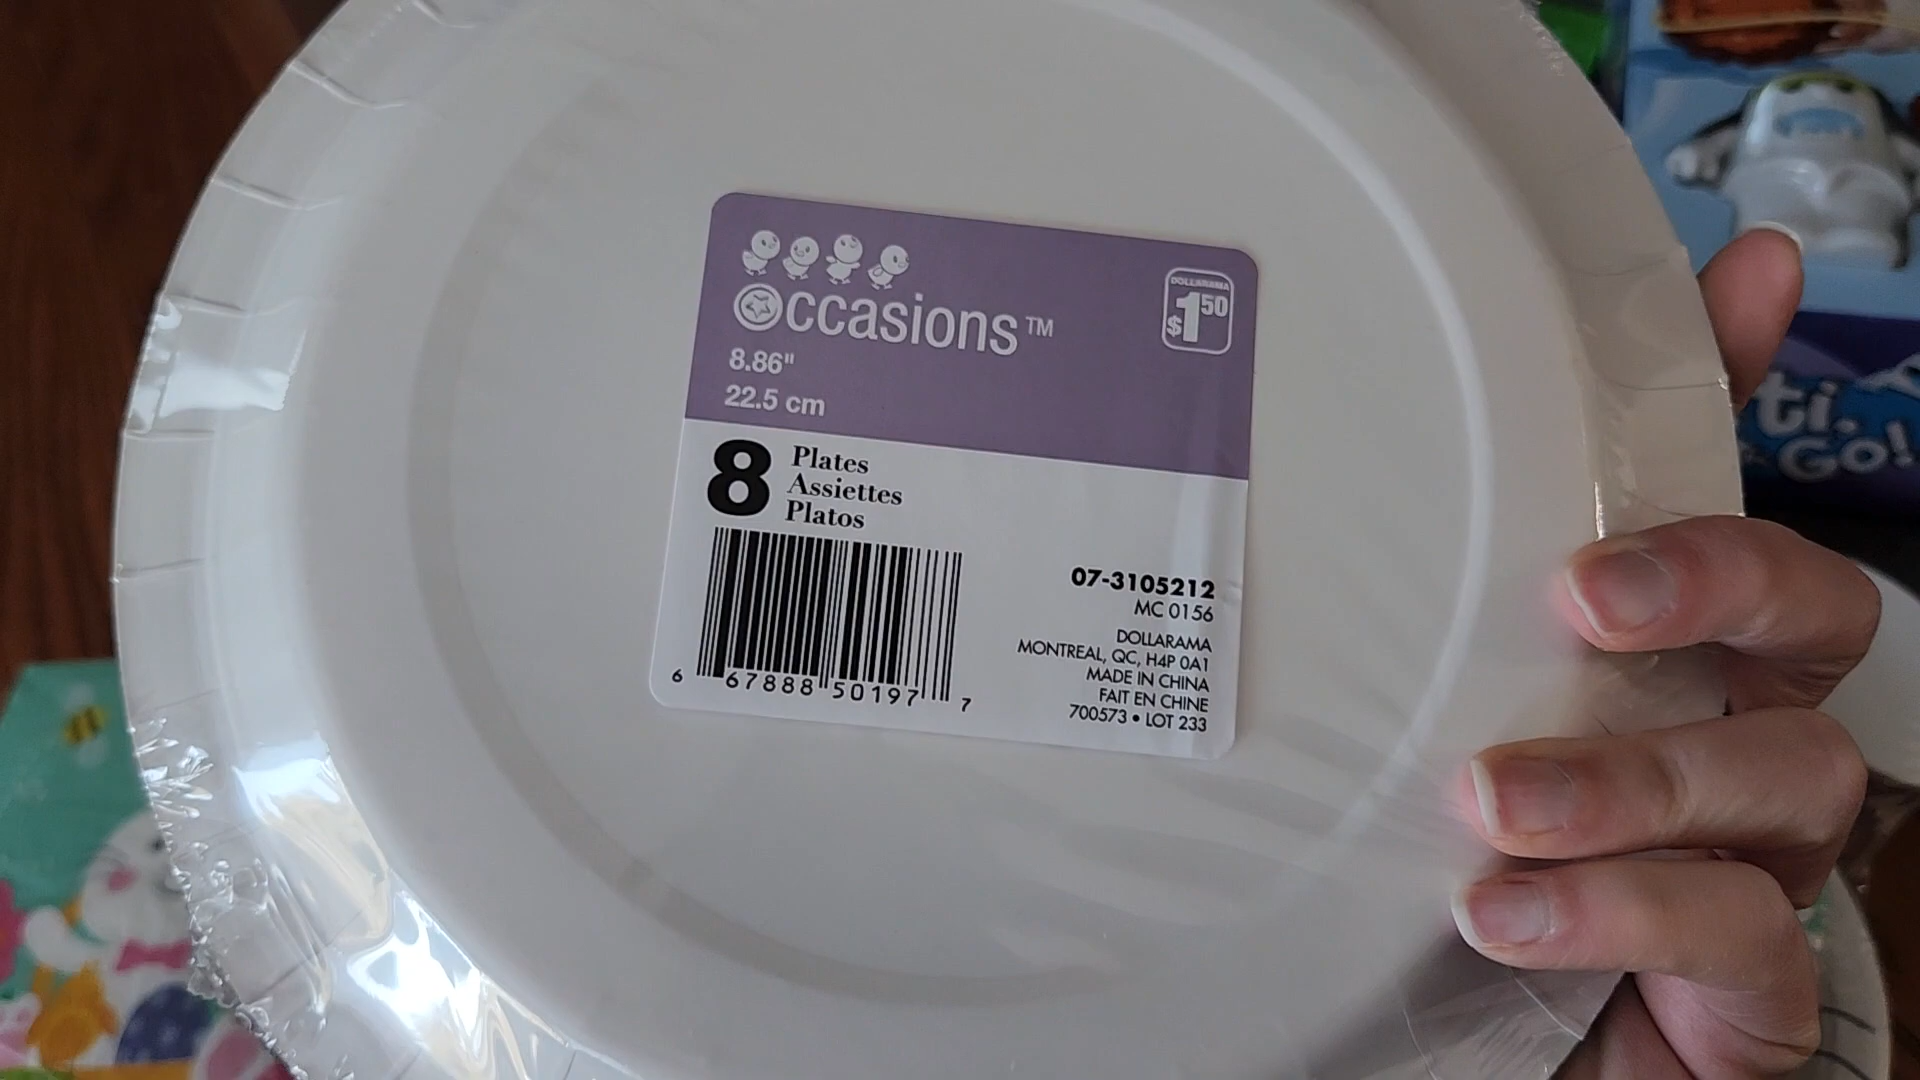 Occasions™
DOLLARAMA
$1.50
8.86"
22.5 cm
8
Plates
Assiettes
Platos
07-3105212
MC 0156
DOLLARAMA
MONTREAL, QC, H4P 0A1
MADE IN CHINA
FAIT EN CHINE
700573 • LOT 233
6 67888 50197 7
ti
Go!